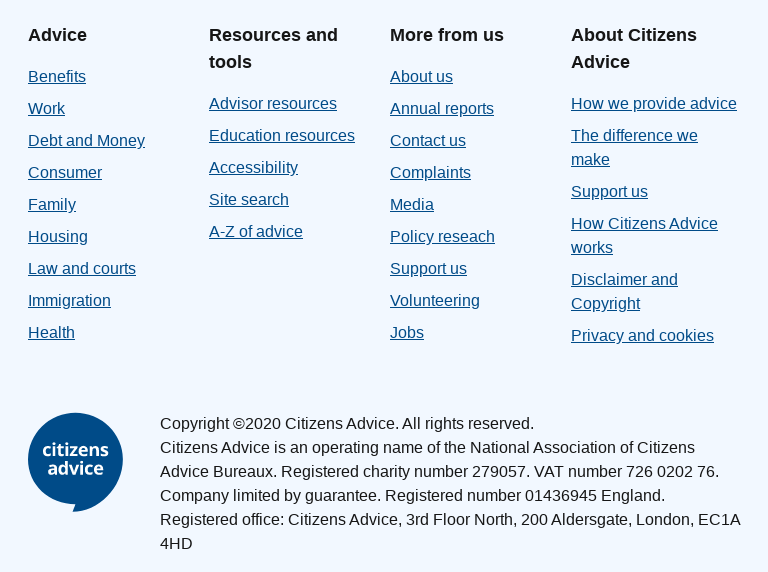 Advice
Benefits
Work
Debt and Money
Consumer
Family
Housing
Law and courts
Immigration
Health
Resources and
tools
Advisor resources
Education resources
Accessibility
Site search
A-Z of advice
More from us
About us
Annual reports
Contact us
Complaints
Media
Policy reseach
Support us
Volunteering
Jobs
About Citizens
Advice
How we provide advice
The difference we
make
Support us
How Citizens Advice
works
Disclaimer and
Copyright
Privacy and cookies
citizens
advice
Copyright ©2020 Citizens Advice. All rights reserved.
Citizens Advice is an operating name of the National Association of Citizens
Advice Bureaux. Registered charity number 279057. VAT number 726 0202 76.
Company limited by guarantee. Registered number 01436945 England.
Registered office: Citizens Advice, 3rd Floor North, 200 Aldersgate, London, EC1A
4HD